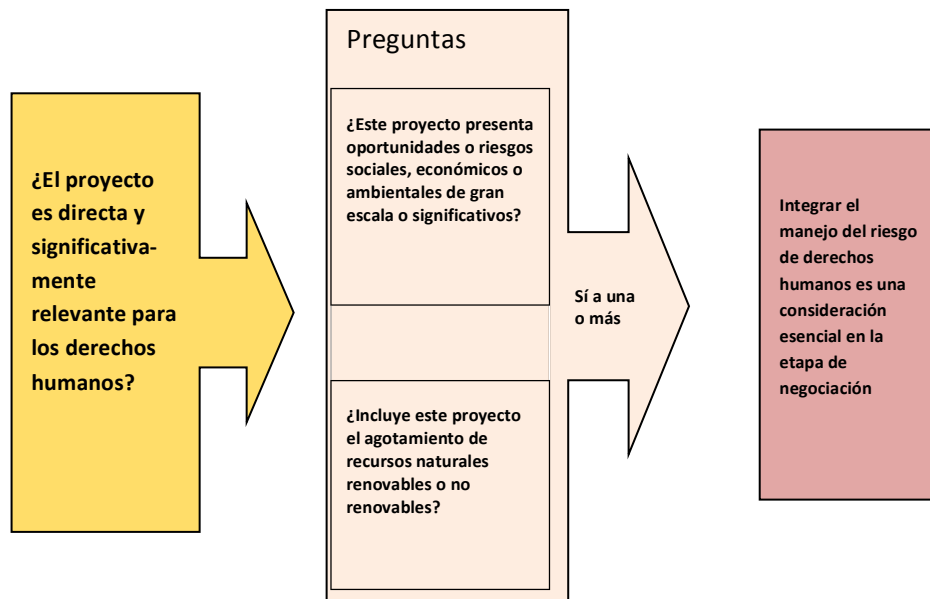 ¿El proyecto
es directa y
significativa-
mente
relevante para
los derechos
humanos?
Preguntas
¿Este proyecto presenta
oportunidades o riesgos
sociales, económicos o
ambientales de gran
escala o significativos?
¿Incluye este proyecto
el agotamiento de
recursos naturales
renovables o no
renovables?
Sí a una
o más
Integrar el
manejo del riesgo
de derechos
humanos es una
consideración
esencial en la
etapa de
negociación